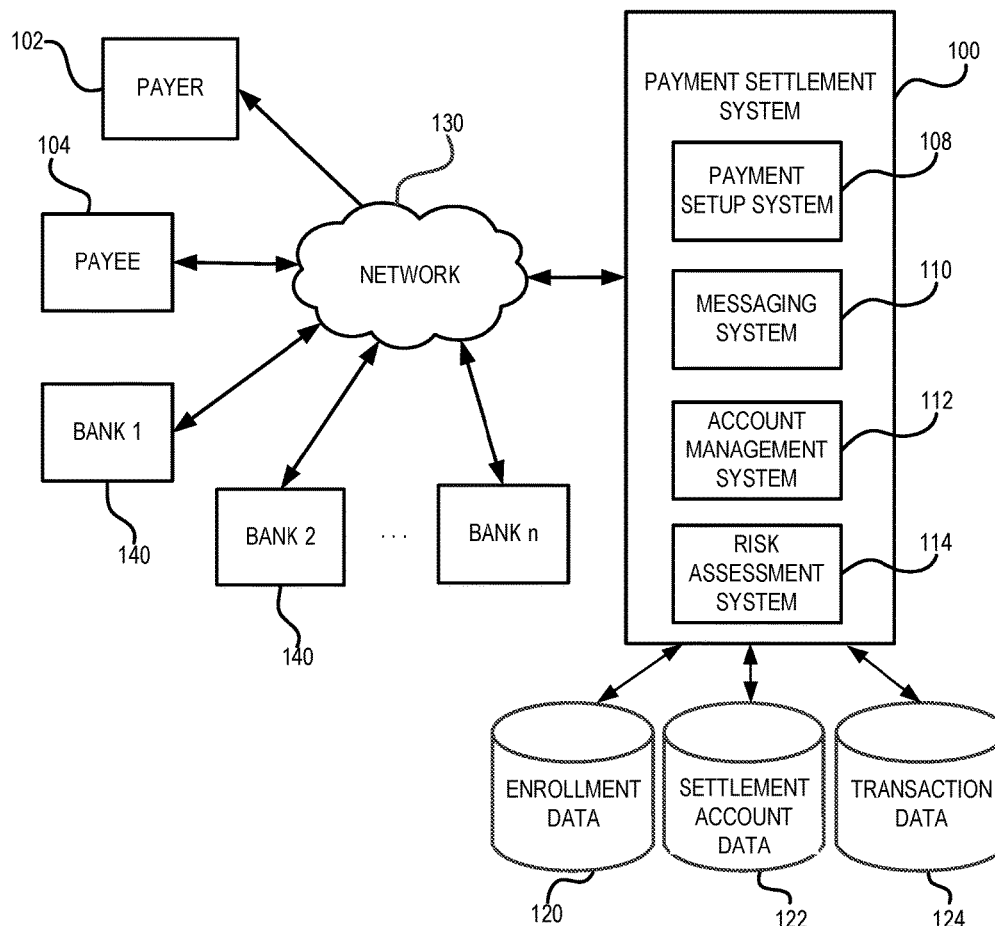 102
PAYER
104
PAYEE
130
NETWORK
BANK 1
140
BANK 2
140
...
BANK n
100
PAYMENT SETTLEMENT
SYSTEM
108
PAYMENT
SETUP SYSTEM
110
MESSAGING
SYSTEM
112
ACCOUNT
MANAGEMENT
SYSTEM
114
RISK
ASSESSMENT
SYSTEM
ENROLLMENT
DATA
120
SETTLEMENT
ACCOUNT
DATA
122
TRANSACTION
DATA
124